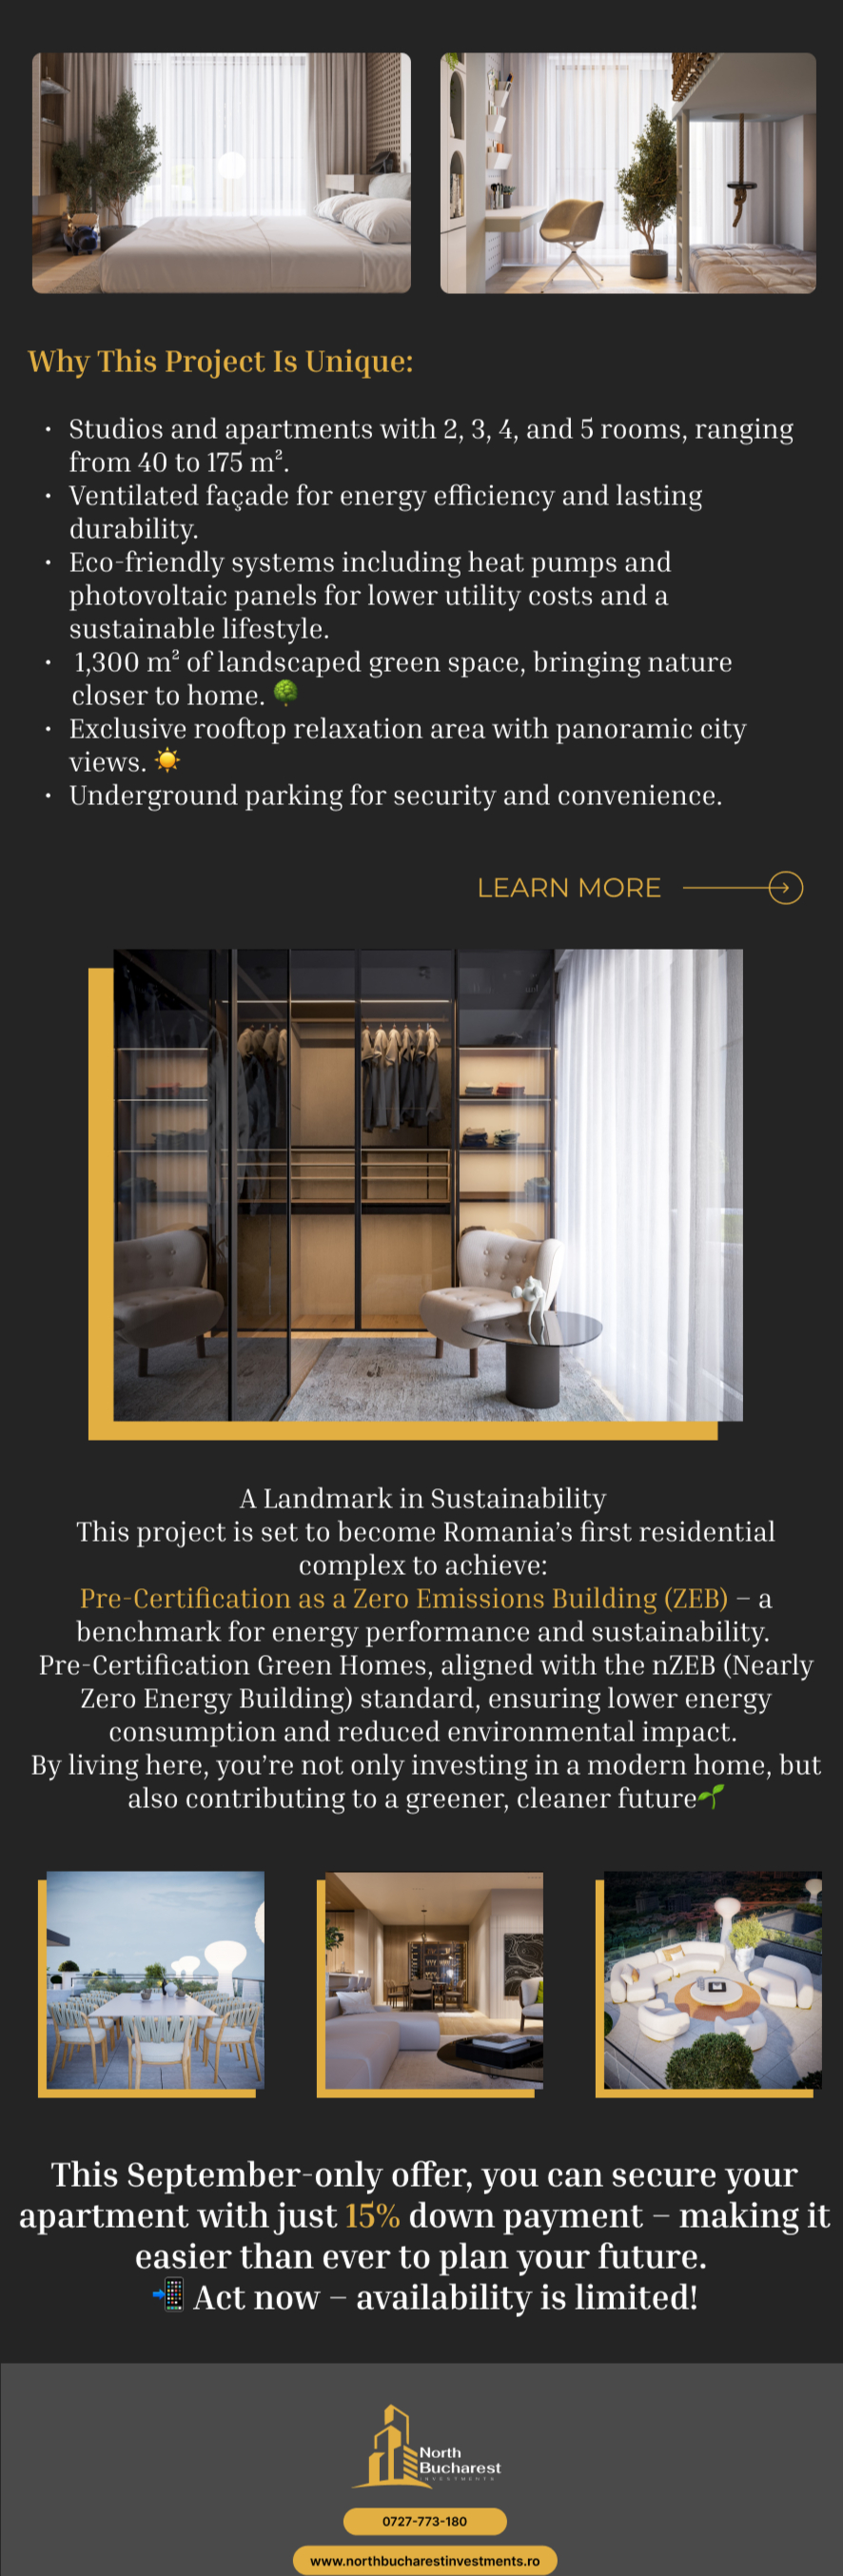 Why This Project Is Unique:
• Studios and apartments with 2, 3, 4, and 5 rooms, ranging
from 40 to 175 m².
• Ventilated façade for energy efficiency and lasting
durability.
• Eco-friendly systems including heat pumps and
photovoltaic panels for lower utility costs and a
sustainable lifestyle.
• 1,300 m² of landscaped green space, bringing nature
closer to home. 🌳
• Exclusive rooftop relaxation area with panoramic city
views. ☀️
• Underground parking for security and convenience.
LEARN MORE
A Landmark in Sustainability
This project is set to become Romania’s first residential
complex to achieve:
Pre-Certification as a Zero Emissions Building (ZEB) – a
benchmark for energy performance and sustainability.
Pre-Certification Green Homes, aligned with the nZEB (Nearly
Zero Energy Building) standard, ensuring lower energy
consumption and reduced environmental impact.
By living here, you’re not only investing in a modern home, but
also contributing to a greener, cleaner future🌱
This September-only offer, you can secure your
apartment with just 15% down payment – making it
easier than ever to plan your future.
📲 Act now – availability is limited!
North
Bucharest
INVESTMENTS
0727-773-180
www.northbucharestinvestments.ro